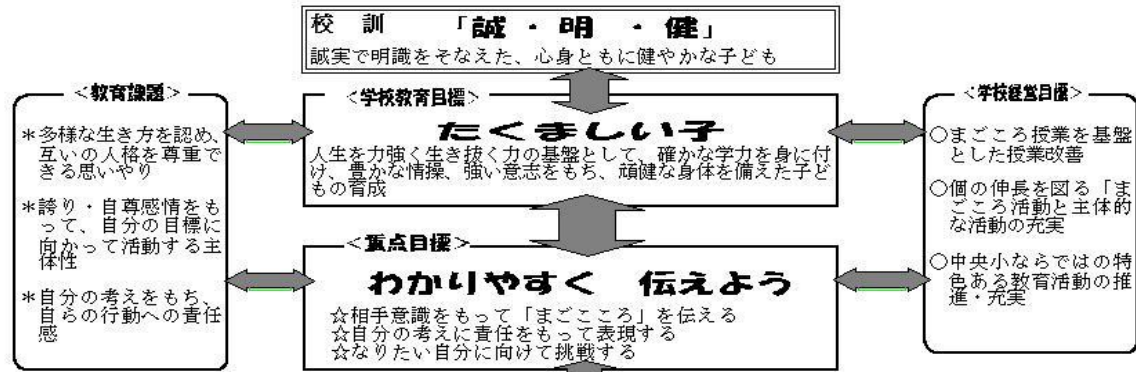 校 訓 「誠・明・健」
誠実で明識をそなえた、心身ともに健やかな子ども
＜教育課題＞
＊多様な生き方を認め、
互いの人格を尊重で
きる思いやり
＊誇り・自尊感情をも
って、自分の目標に
向かって活動する主
体性
＊自分の考えをもち、
自らの行動への責任
感
＜学校教育目標＞
たくましい子
人生を力強く生き抜く力の基盤として、確かな学力を身に付
け、豊かな情操、強い意志をもち、頑健な身体を備えた子ど
もの育成
＜重点目標＞
わかりやすく 伝えよう
☆相手意識をもって「まごこころ」を伝える
☆自分の考えに責任をもって表現する
☆なりたい自分に向けて挑戦する
＜学校経営目標＞
○まごころ授業を基盤
とした授業改善
○個の伸長を図る「ま
ごころ活動と主体的
な活動の充実
○中央小ならではの特
色ある教育活動の推
進・充実